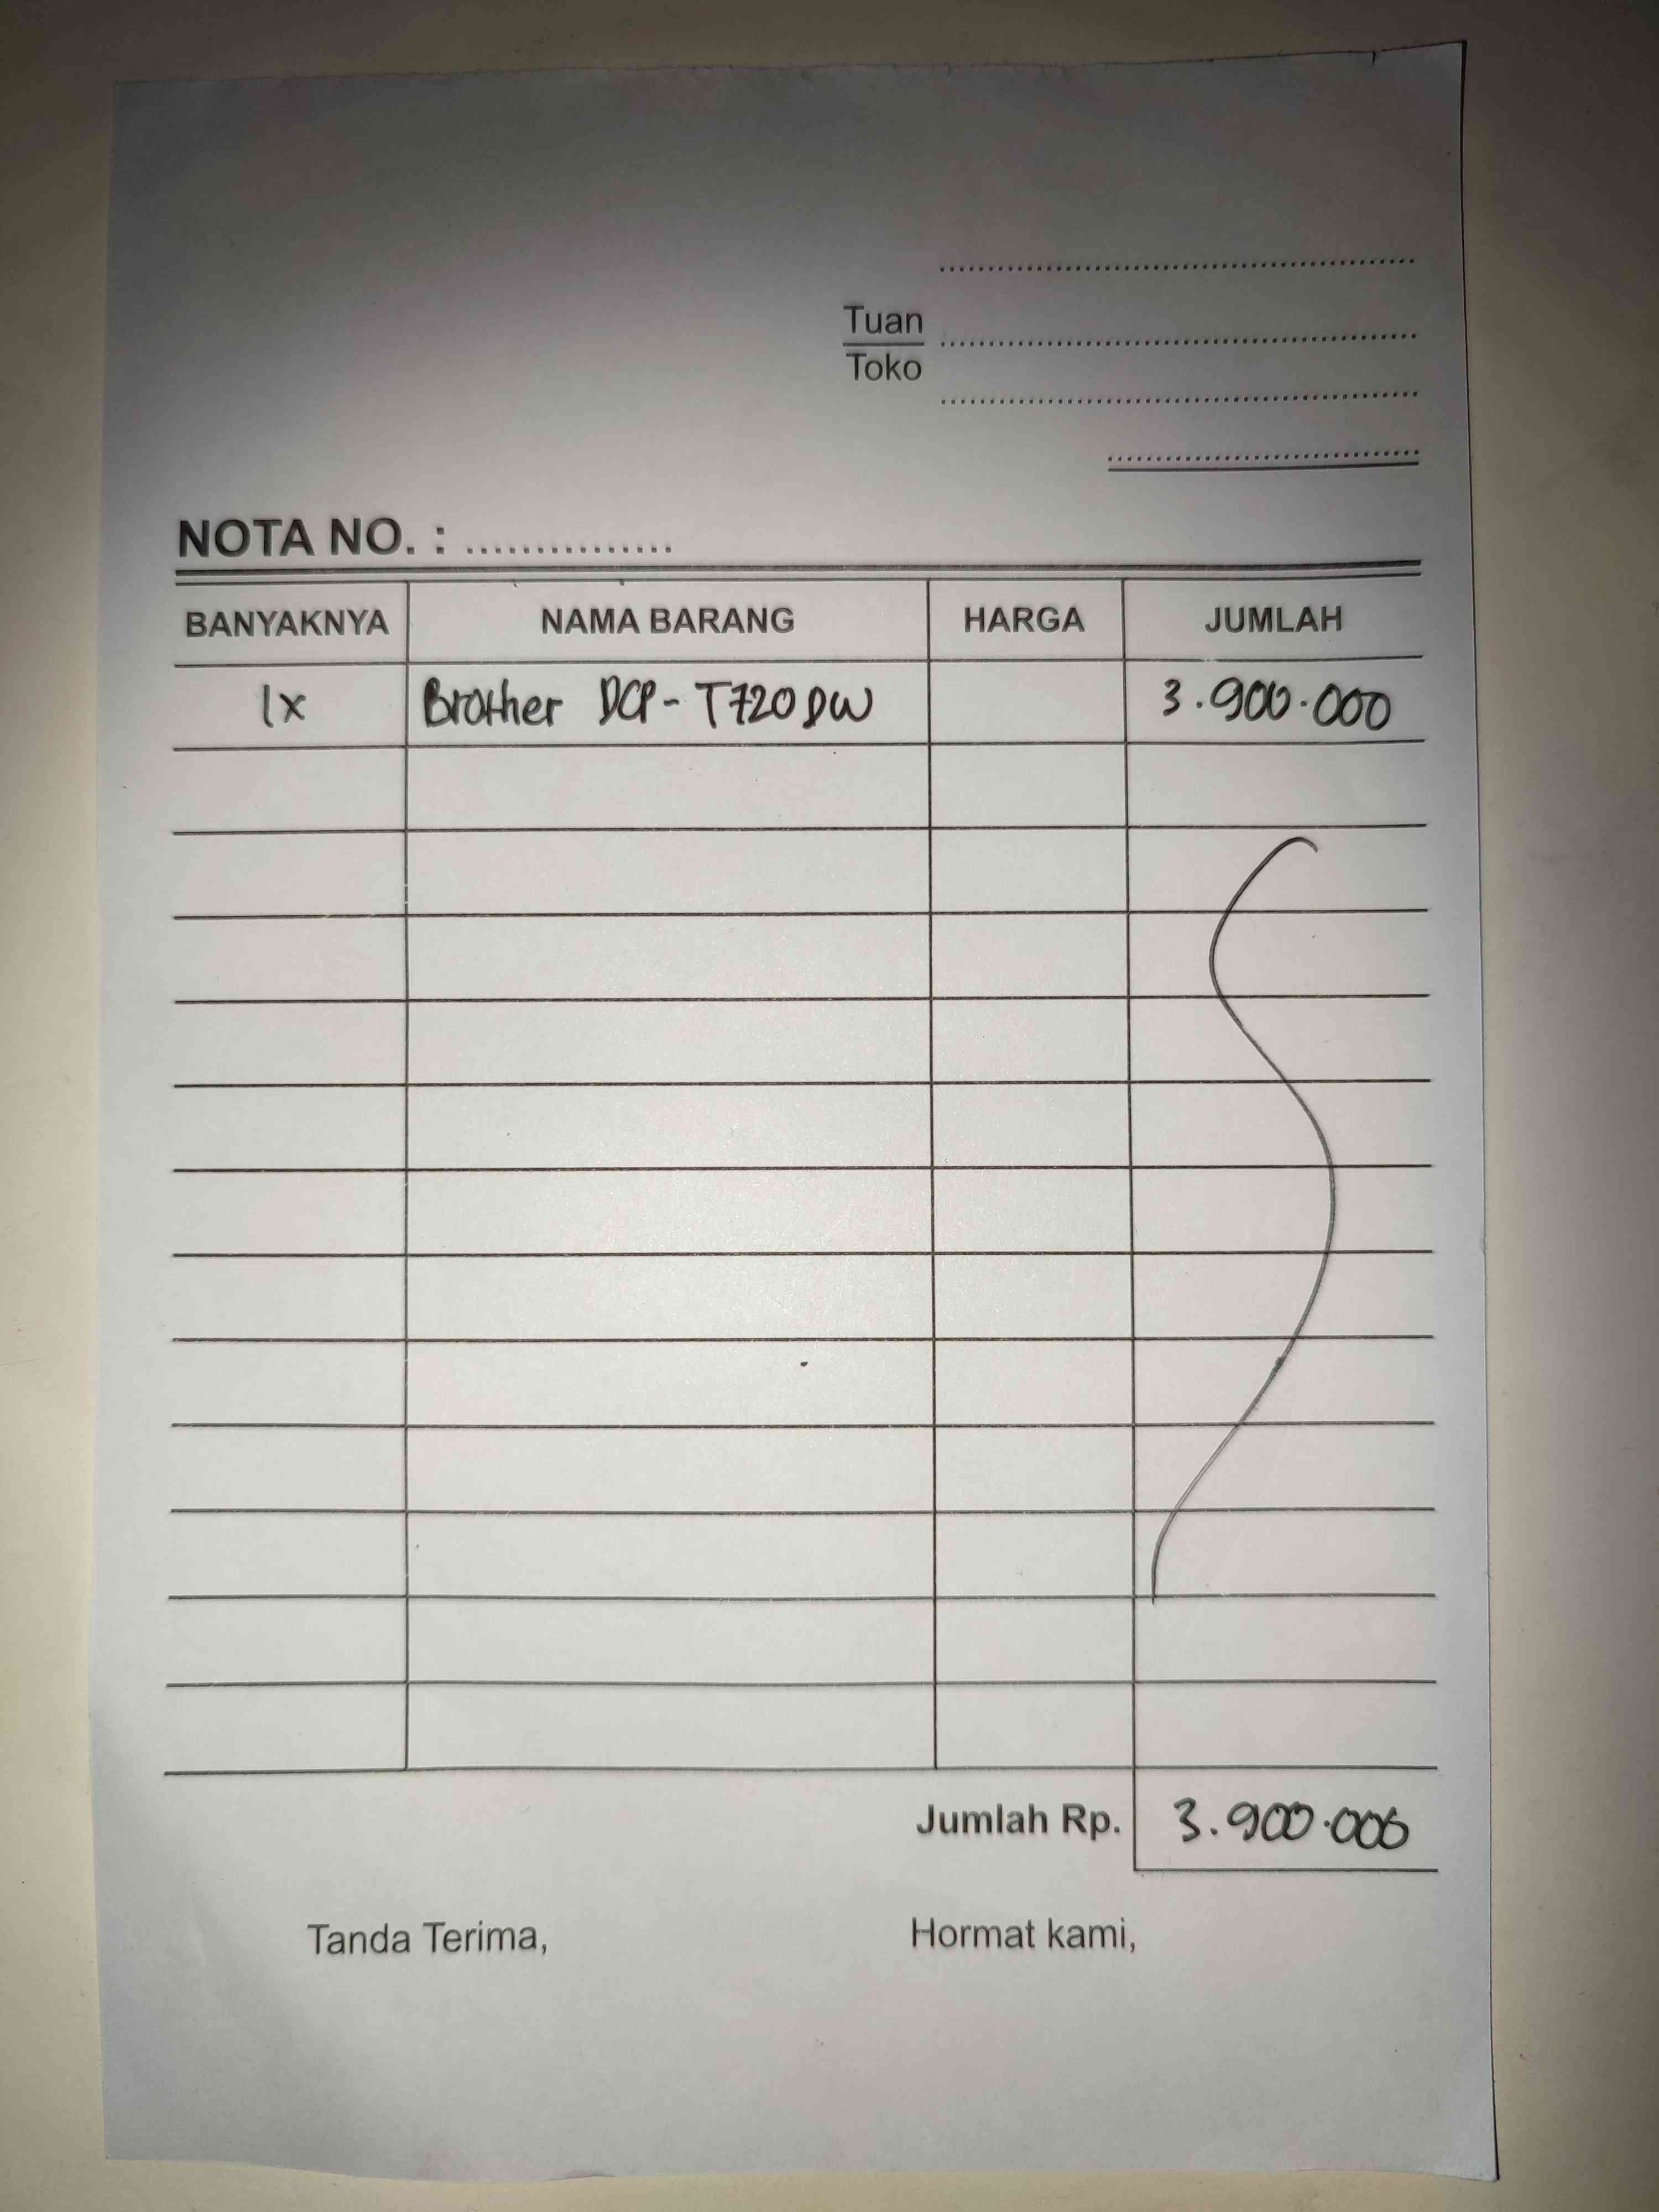 Tuan
Toko
NOTA NO. : ...............
BANYAKNYA NAMA BARANG HARGA JUMLAH
1x Brother DCP-T720DW 3.900.000
Jumlah Rp. 3.900.000
Tanda Terima, Hormat kami,